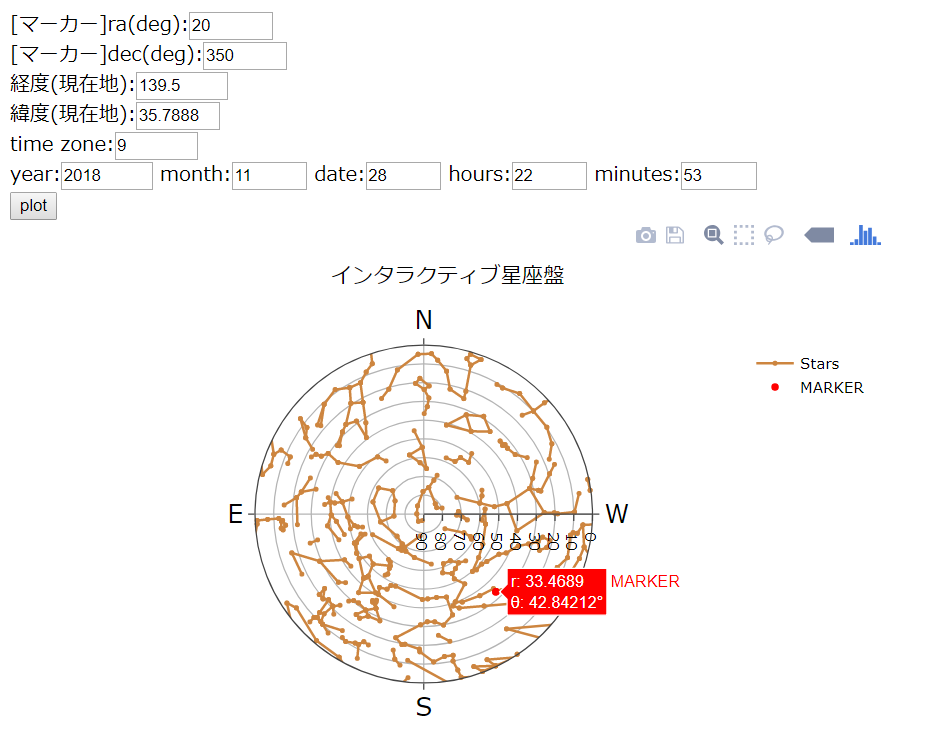 [マーカー]ra(deg):20
[マーカー]dec(deg):350
経度(現在地):139.5
緯度(現在地):35.7888
time zone:9
year:2018 month:11 date:28 hours:22 minutes:53
plot
インタラクティブ星座盤
N
Stars
MARKER
E
W
90 80 70 60 50 40 30 20 10 0
r: 33.4689
θ: 42.84212°
MARKER
S